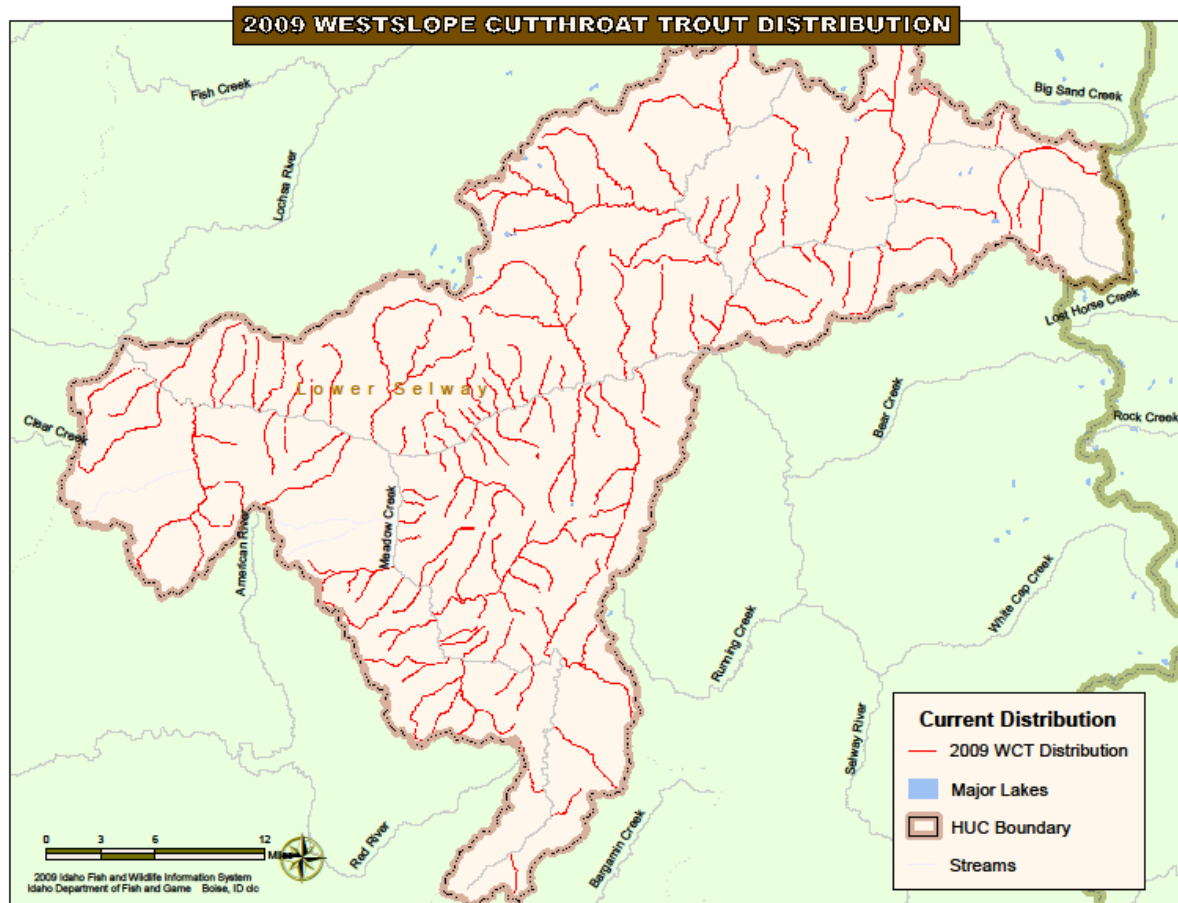 2009 WESTSLOPE CUTTHROAT TROUT DISTRIBUTION
Fish Creek
Big Sand Creek
Lochsa River
Lost Horse Creek
Lower Selway
Bear Creek
Rock Creek
Clear Creek
Meadow Creek
American River
White Cap Creek
Running Creek
Selway River
Red River
Bargamin Creek
Current Distribution
2009 WCT Distribution
Major Lakes
HUC Boundary
Streams
0 3 6 12
Miles
2009 Idaho Fish and Wildlife Information System
Idaho Department of Fish and Game Boise, ID clc